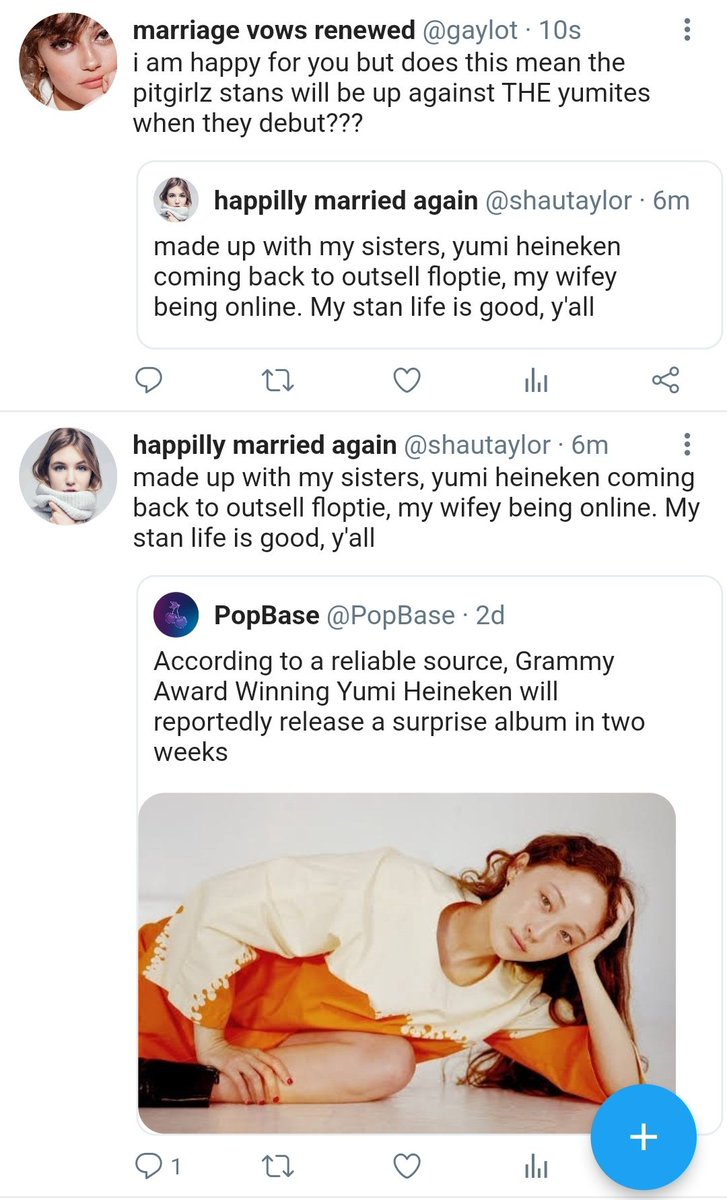 marriage vows renewed @gaylot · 10s
i am happy for you but does this mean the
pitgirlz stans will be up against THE yumites
when they debut???
happilly married again @shautaylor · 6m
made up with my sisters, yumi heineken
coming back to outsell floptie, my wifey
being online. My stan life is good, y'all
happilly married again @shautaylor · 6m
made up with my sisters, yumi heineken coming
back to outsell floptie, my wifey being online. My
stan life is good, y'all
PopBase @PopBase · 2d
According to a reliable source, Grammy
Award Winning Yumi Heineken will
reportedly release a surprise album in two
weeks
1